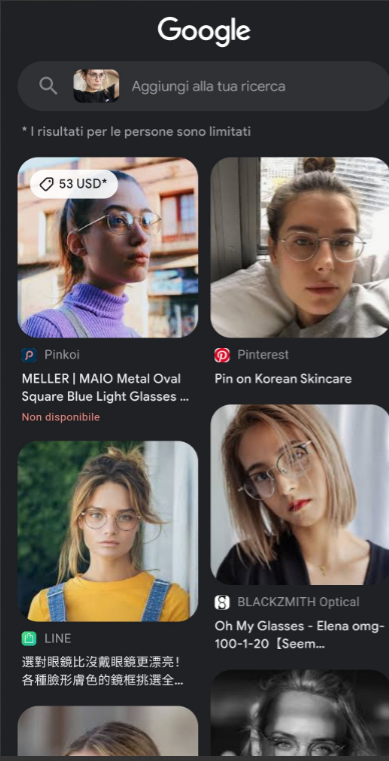 Google
Aggiungi alla tua ricerca
* I risultati per le persone sono limitati
53 USD*
Pinkoi
MELLER | MAIO Metal Oval
Square Blue Light Glasses ...
Non disponibile
Pinterest
Pin on Korean Skincare
LINE
選對眼鏡比沒戴眼鏡更漂亮!
各種臉形膚色的鏡框挑選全...
BLACKZMITH Optical
Oh My Glasses - Elena omg-
100-1-20【Seem...